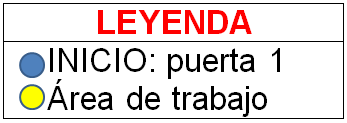 LEYENDA
INICIO: puerta 1
Área de trabajo